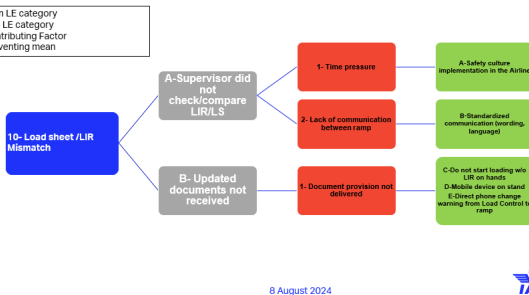 LE category
LE category
tributing Factor
venting mean
A-Supervisor did
not
check/compare
LIR/LS
1- Time pressure
A-Safety culture
implementation in the Airline
10- Load sheet /LIR
Mismatch
2- Lack of communication
between ramp
B-Standardized
communication (wording,
language)
B- Updated
documents not
received
1- Document provision not
delivered
C-Do not start loading w/o
LIR on hands
D-Mobile device on stand
E-Direct phone change
warning from Load Control to
ramp
8 August 2024